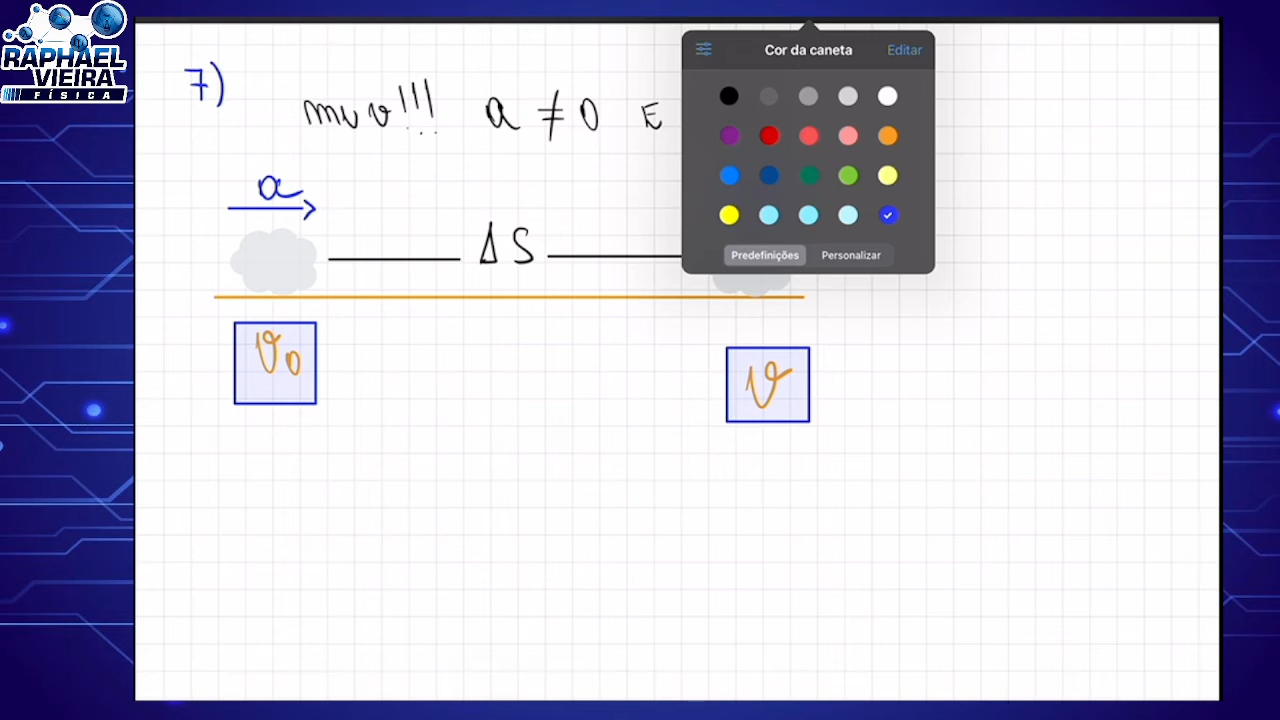 RAPHAEL
VIEIRA
FÍSICA
7)
muv!!! a ≠ 0 E
a
ΔS
v₀
v
Cor da caneta
Editar
Predefinições
Personalizar